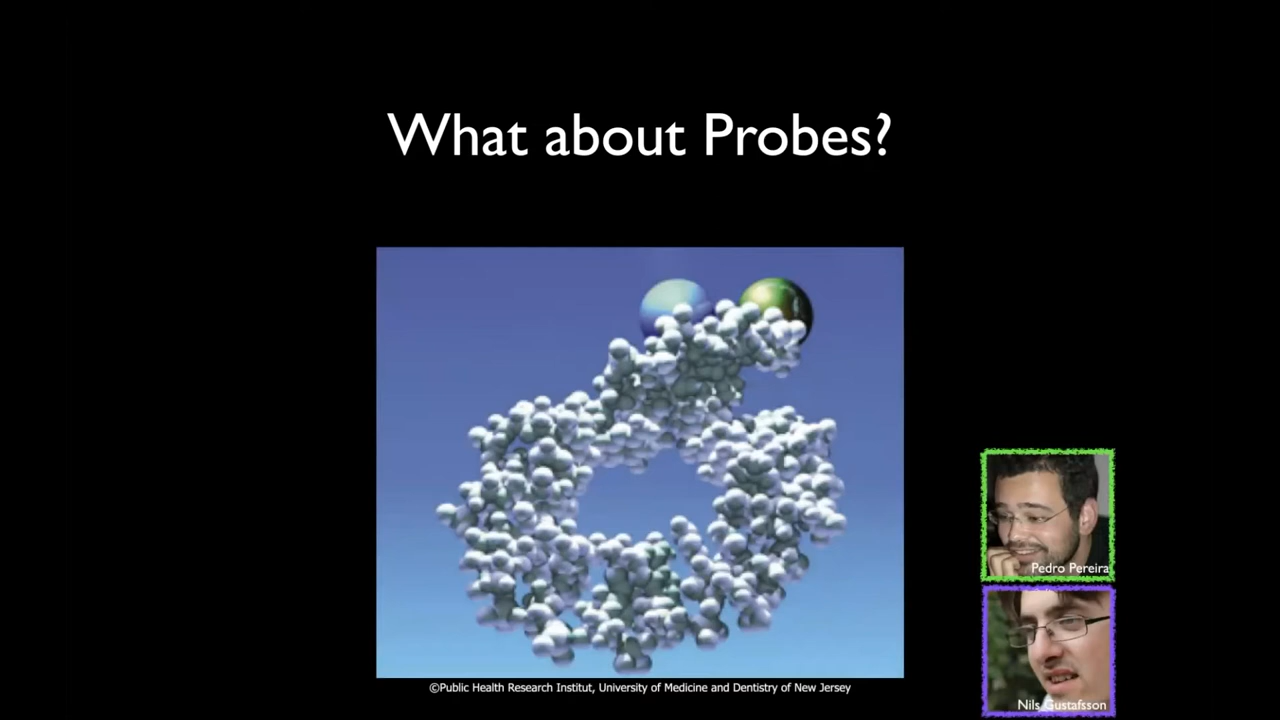 What about Probes?
Pedro Pereira
©Public Health Research Institut, University of Medicine and Dentistry of New Jersey
Nils Gustafsson